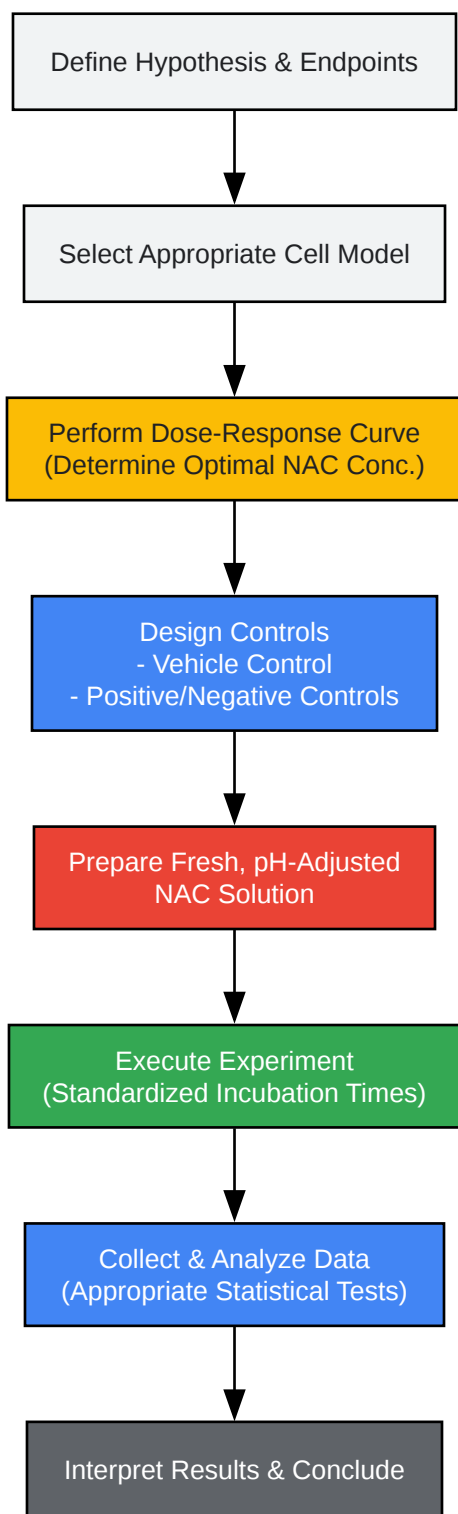 Define Hypothesis & Endpoints
Select Appropriate Cell Model
Perform Dose-Response Curve
(Determine Optimal NAC Conc.)
Design Controls
- Vehicle Control
- Positive/Negative Controls
Prepare Fresh, pH-Adjusted
NAC Solution
Execute Experiment
(Standardized Incubation Times)
Collect & Analyze Data
(Appropriate Statistical Tests)
Interpret Results & Conclude